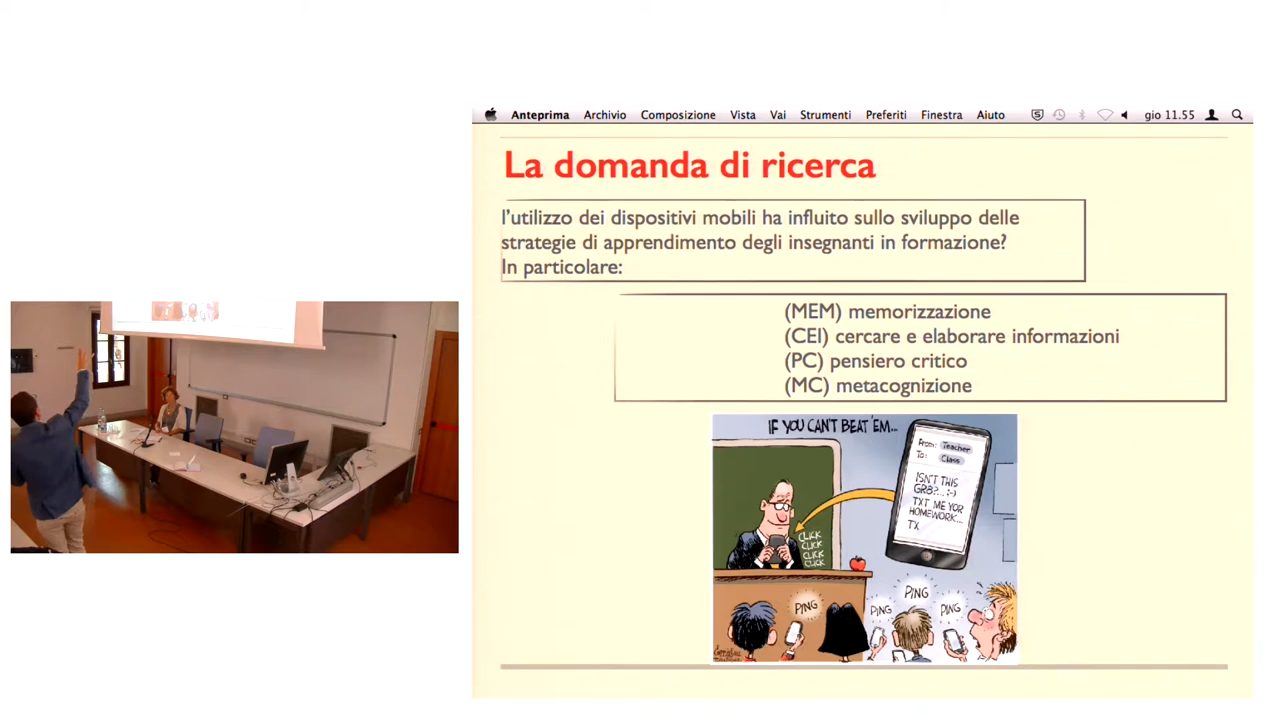 Anteprima Archivio Composizione Vista Vai Strumenti Preferiti Finestra Aiuto gio 11.55
La domanda di ricerca
l'utilizzo dei dispositivi mobili ha influito sullo sviluppo delle
strategie di apprendimento degli insegnanti in formazione?
In particolare:
(MEM) memorizzazione
(CEI) cercare e elaborare informazioni
(PC) pensiero critico
(MC) metacognizione
IF YOU CAN'T BEAT 'EM...
From: Teacher
To: Class
ISN'T THIS
GR8?... :-)
TXT ME YOR
HOMEWORK...
TX
CLICK
CLICK
CLICK
CLICK
PING
PING
PING
PING